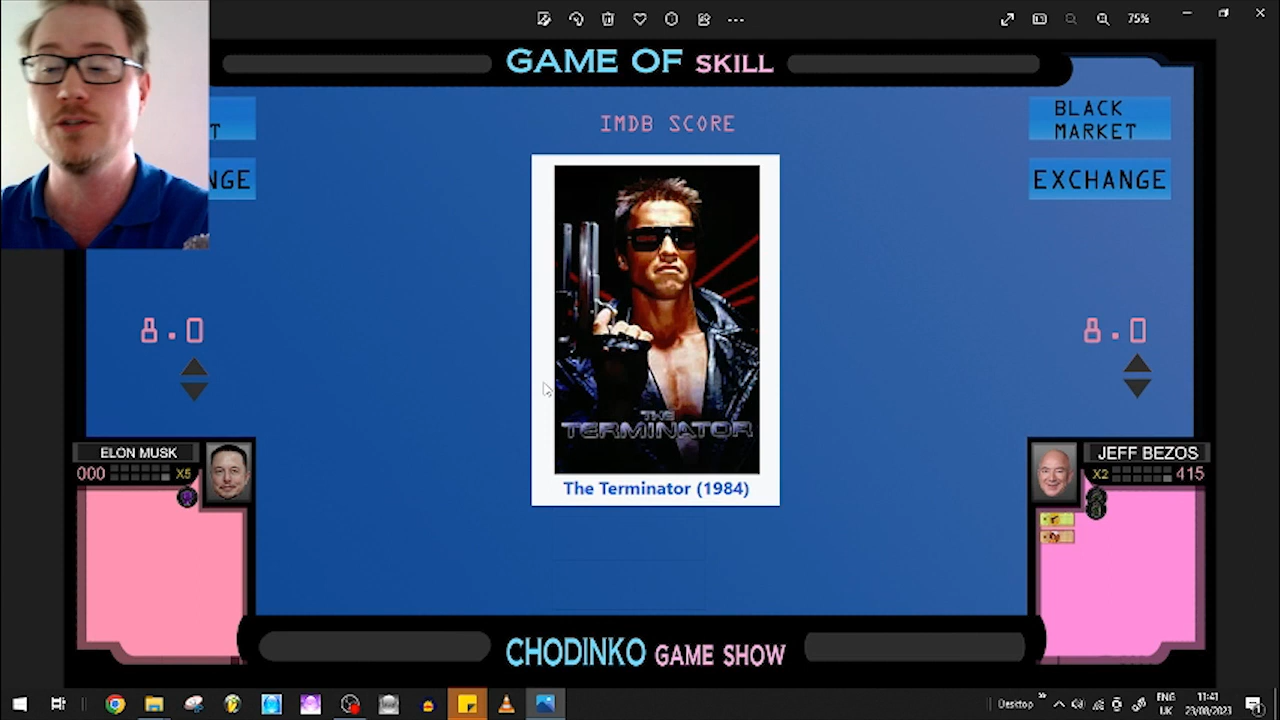 75%
GAME OF SKILL
IMDB SCORE
T
NGE
BLACK
MARKET
EXCHANGE
8.0
8.0
THE
TERMINATOR
The Terminator (1984)
ELON MUSK
000
X5
JEFF BEZOS
X2
415
CHODINKO GAME SHOW
Desktop
ENG
UK
11:41
23/08/2023
1